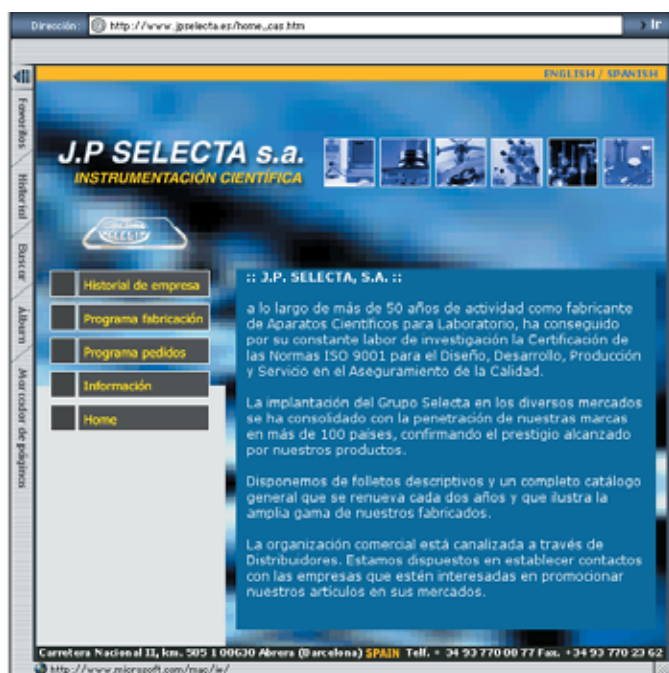 Dirección: http://www.jpselecta.es/home_cas.htm Ir
ENGLISH / SPANISH
Favoritos
Historial
Buscar
Álbum
Marcador de páginas
J.P SELECTA s.a.
INSTRUMENTACIÓN CIENTÍFICA
SELECTA
Historial de empresa
Programa fabricación
Programa pedidos
Información
Home
:: J.P. SELECTA, S.A. ::
a lo largo de más de 50 años de actividad como fabricante
de Aparatos Científicos para Laboratorio, ha conseguido
por su constante labor de investigación la Certificación de
las Normas ISO 9001 para el Diseño, Desarrollo, Producción
y Servicio en el Aseguramiento de la Calidad.
La implantación del Grupo Selecta en los diversos mercados
se ha consolidado con la penetración de nuestras marcas
en más de 100 países, confirmando el prestigio alcanzado
por nuestros productos.
Disponemos de folletos descriptivos y un completo catálogo
general que se renueva cada dos años y que ilustra la
amplia gama de nuestros fabricados.
La organización comercial está canalizada a través de
Distribuidores. Estamos dispuestos en establecer contactos
con las empresas que estén interesadas en promocionar
nuestros artículos en sus mercados.
Carretera Nacional II, km. 585 1 00630 Abrera (Barcelona) SPAIN Telf. + 34 93 770 08 77 Fax. +34 93 770 23 62
http://www.microsoft.com/mac/ie/